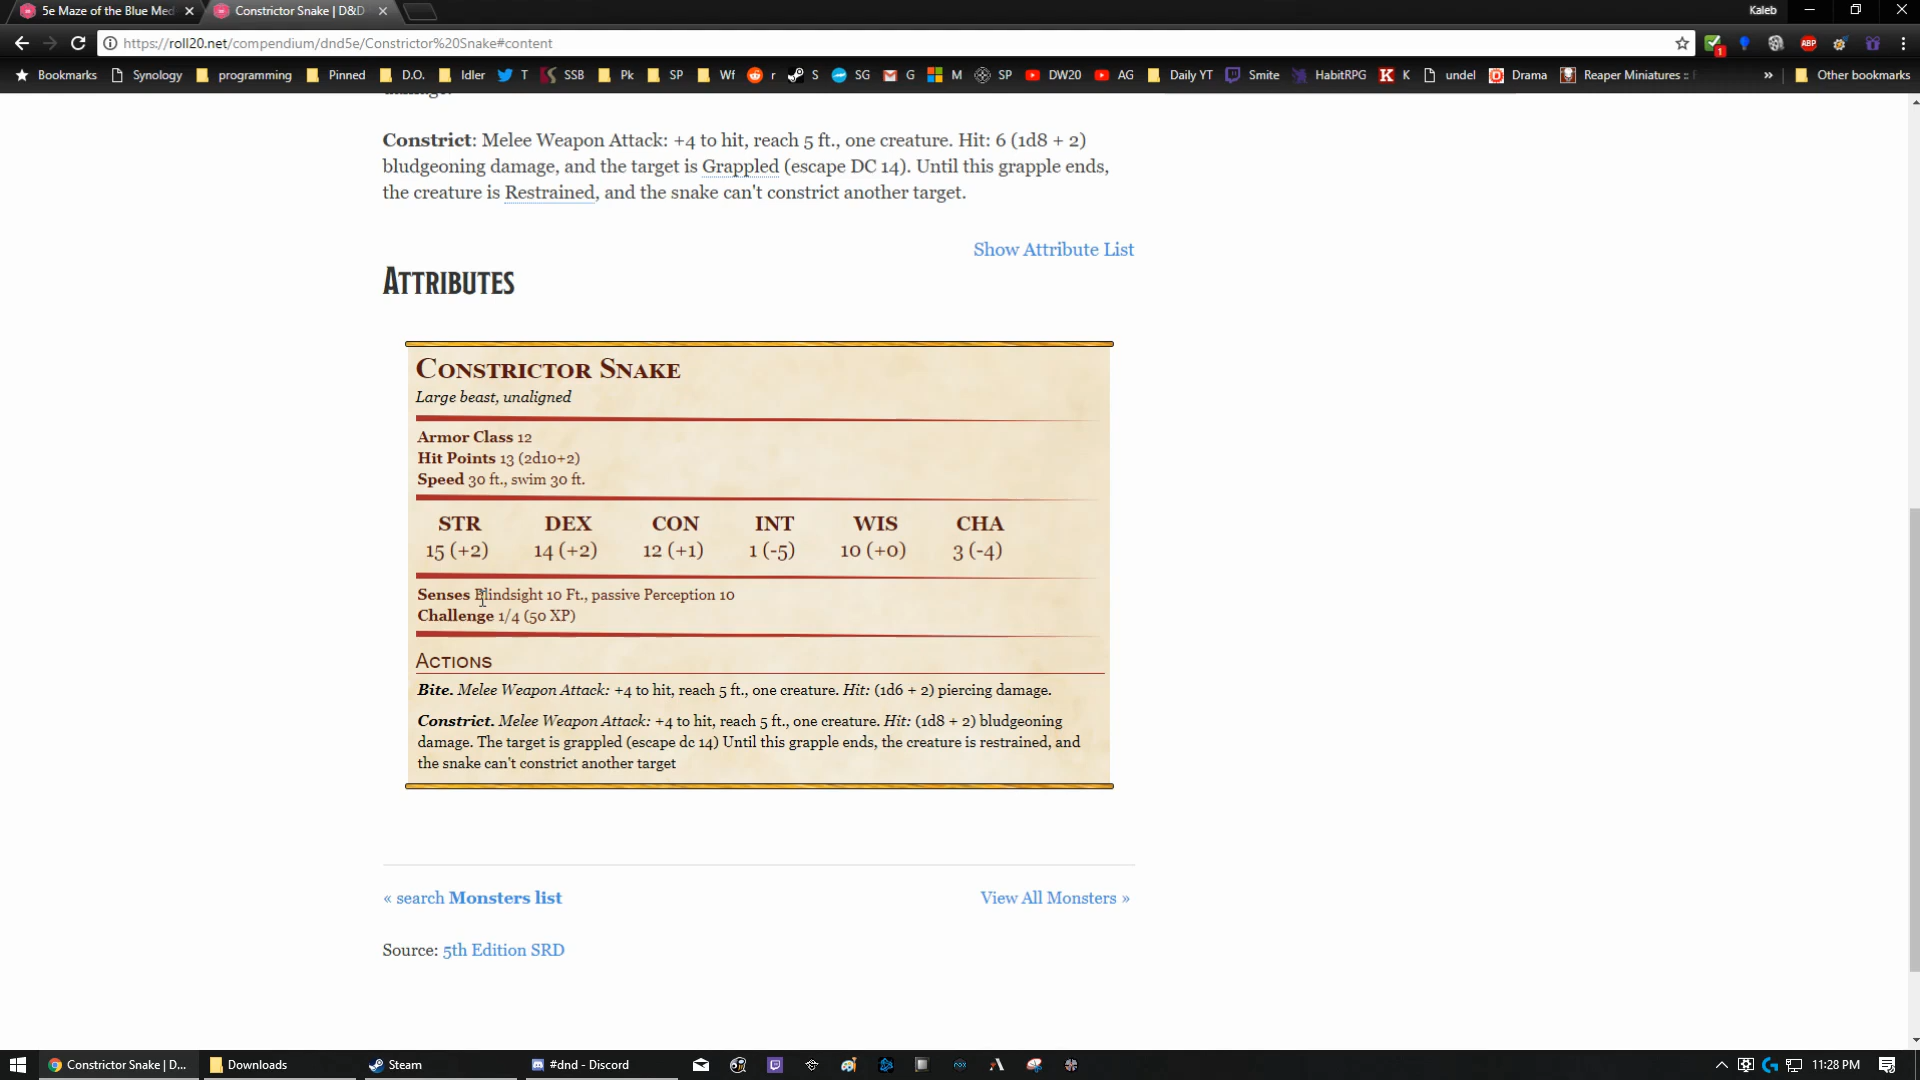 5e Maze of the Blue Med
Constrictor Snake | D&D
Kaleb
https://roll20.net/compendium/dnd5e/Constrictor%20Snake#content
1
ABP
Bookmarks Synology programming Pinned D.O. Idler T SSB Pk SP Wf r S SG G M SP DW20 AG Daily YT Smite HabitRPG K undel Drama Reaper Miniatures :: » Other bookmarks
damage.
Constrict: Melee Weapon Attack: +4 to hit, reach 5 ft., one creature. Hit: 6 (1d8 + 2)
bludgeoning damage, and the target is Grappled (escape DC 14). Until this grapple ends,
the creature is Restrained, and the snake can't constrict another target.
Show Attribute List
ATTRIBUTES
CONSTRICTOR SNAKE
Large beast, unaligned
Armor Class 12
Hit Points 13 (2d10+2)
Speed 30 ft., swim 30 ft.
STR DEX CON INT WIS CHA
15 (+2) 14 (+2) 12 (+1) 1 (-5) 10 (+0) 3 (-4)
Senses Blindsight 10 Ft., passive Perception 10
Challenge 1/4 (50 XP)
ACTIONS
Bite. Melee Weapon Attack: +4 to hit, reach 5 ft., one creature. Hit: (1d6 + 2) piercing damage.
Constrict. Melee Weapon Attack: +4 to hit, reach 5 ft., one creature. Hit: (1d8 + 2) bludgeoning
damage. The target is grappled (escape dc 14) Until this grapple ends, the creature is restrained, and
the snake can't constrict another target
« search Monsters list
View All Monsters »
Source: 5th Edition SRD
Constrictor Snake | D... Downloads Steam #dnd - Discord 11:28 PM